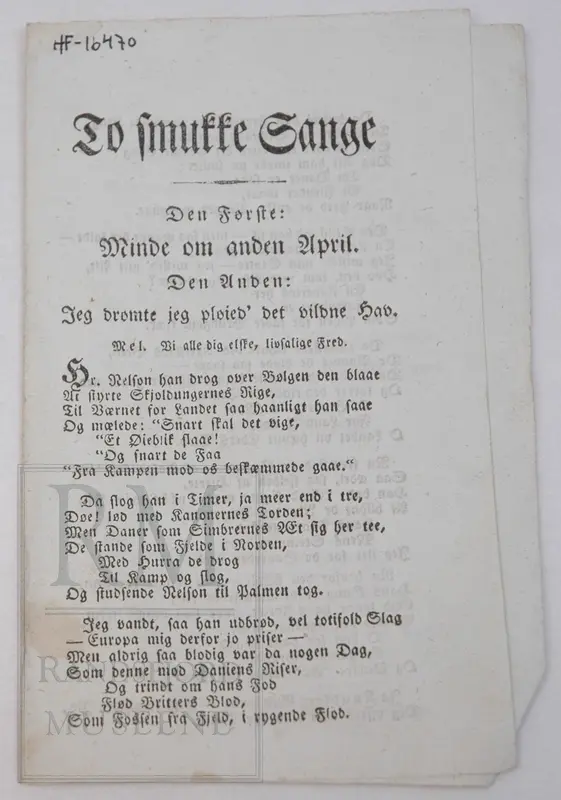 HF-16470
To smukke Sange
Den Første:
Minde om anden April.
Den Anden:
Jeg drømte jeg pløied' det vildne Hav.
Mel. Vi alle dig elske, livsalige Fred.
Hr. Nelson han drog over Bølgen den blaae
At styrte Skjoldungernes Rige,
Til Værnet for Landet saa haanligt han saae
Og mælede: "Snart skal det vige,
"Et Øieblik slaae!
"Og snart de Faa
"Fra Kampen mod os beskæmmede gaae."
Da slog han i Timer, ja meer end i tre,
Døe! lød med Kanonernes Torden;
Men Daner som Simbrernes Æt sig her tee,
De stande som Fjelde i Norden,
Med Hurra de drog
Til Kamp og slog,
Og studsende Nelson til Palmen tog.
Jeg vandt, saa han udbrød, vel totifold Slag
— Europa mig derfor jo priser —
Men aldrig saa blodig var da nogen Dag,
Som denne mod Daniens Riser,
Og trindt om hans Fod
Flød Britters Blod,
Som Fossen fra Fjeld, i rygende Flod.
RM
MUSEENE